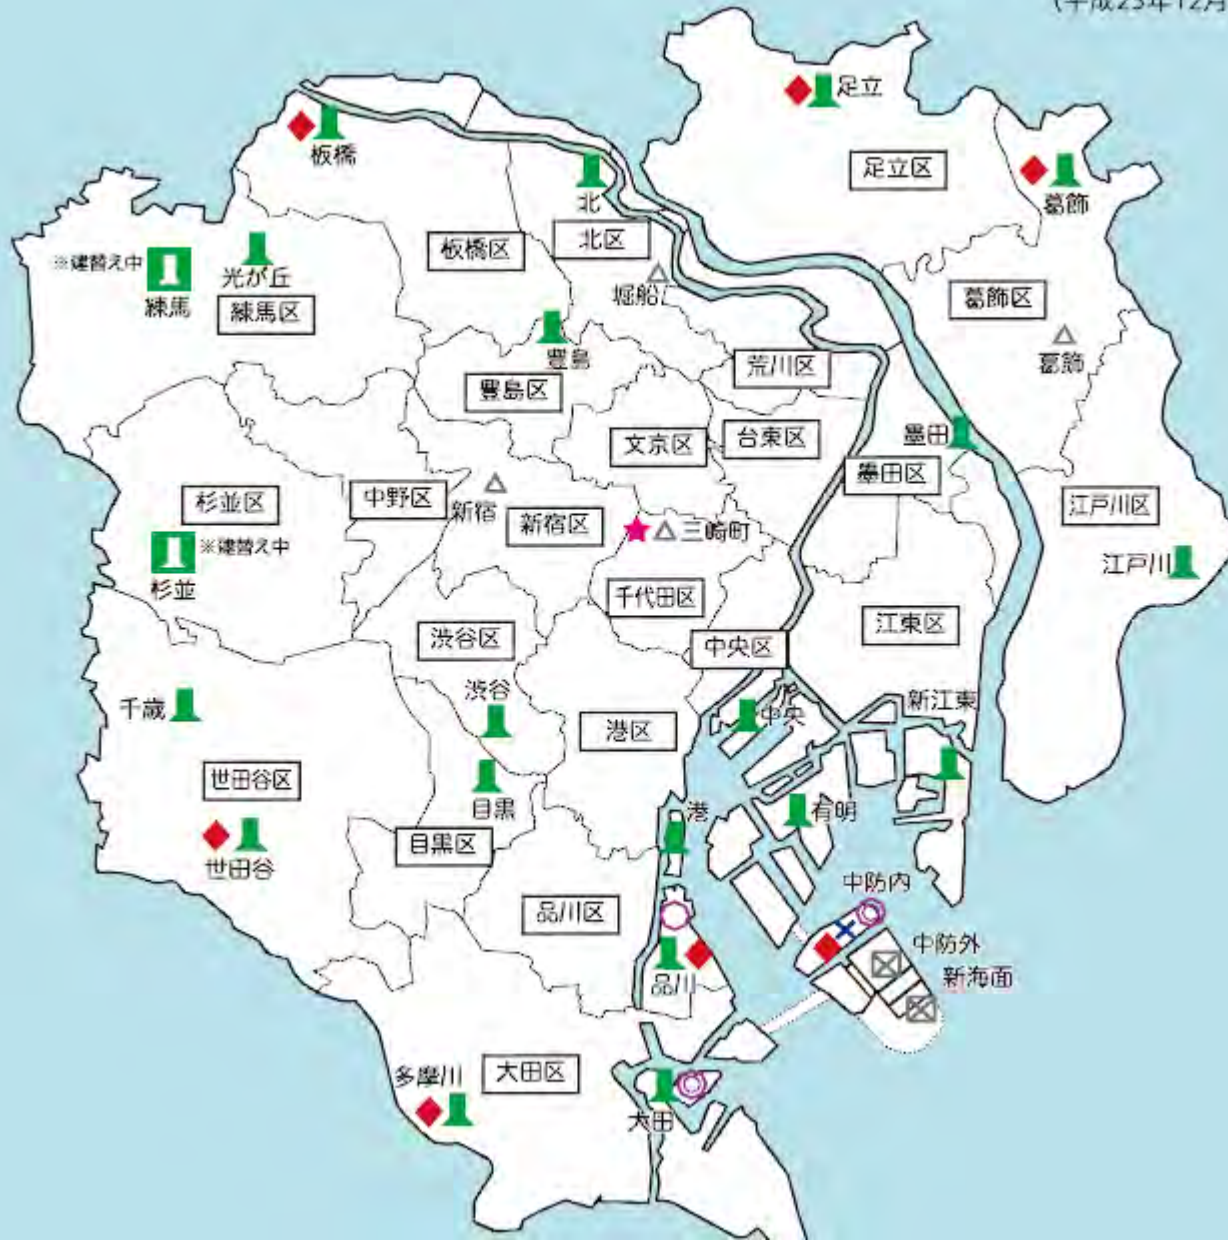 (平成23年12月
足立
板橋
足立区
北
葛飾
板橋区
北区
※建替え中
光が丘
堀船
葛飾区
練馬
練馬区
豊島
荒川区
葛飾
豊島区
文京区
台東区
墨田
墨田区
杉並区
中野区
新宿
新宿区
三崎町
江戸川区
※建替え中
江戸川
杉並
千代田区
渋谷区
中央区
江東区
千歳
渋谷
港区
中央
新江東
世田谷区
目黒
港
有明
世田谷
目黒区
中防内
品川区
中防外
品川
新海面
多摩川
大田区
大田